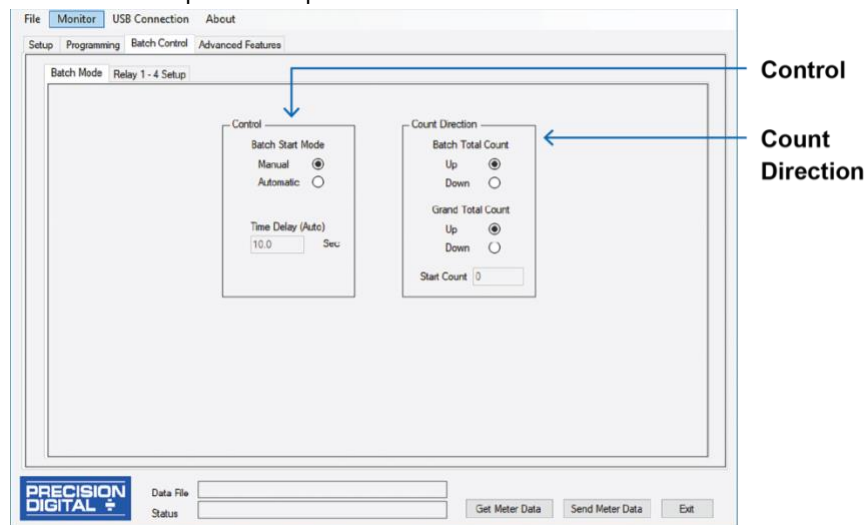 File Monitor USB Connection About
Setup Programming Batch Control Advanced Features
Batch Mode Relay 1 - 4 Setup
Control
Batch Start Mode
Manual
Automatic
Time Delay (Auto)
10.0 Sec
Count Direction
Batch Total Count
Up
Down
Grand Total Count
Up
Down
Start Count 0
Control
Count
Direction
PRECISION
DIGITAL
Data File
Status
Get Meter Data Send Meter Data Exit